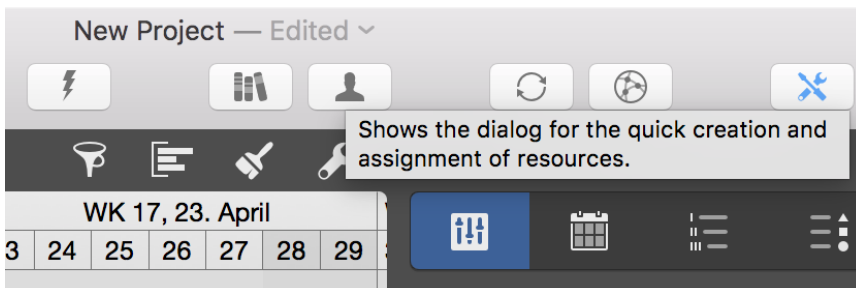 New Project — Edited
Shows the dialog for the quick creation and
assignment of resources.
WK 17, 23. April
3 24 25 26 27 28 29